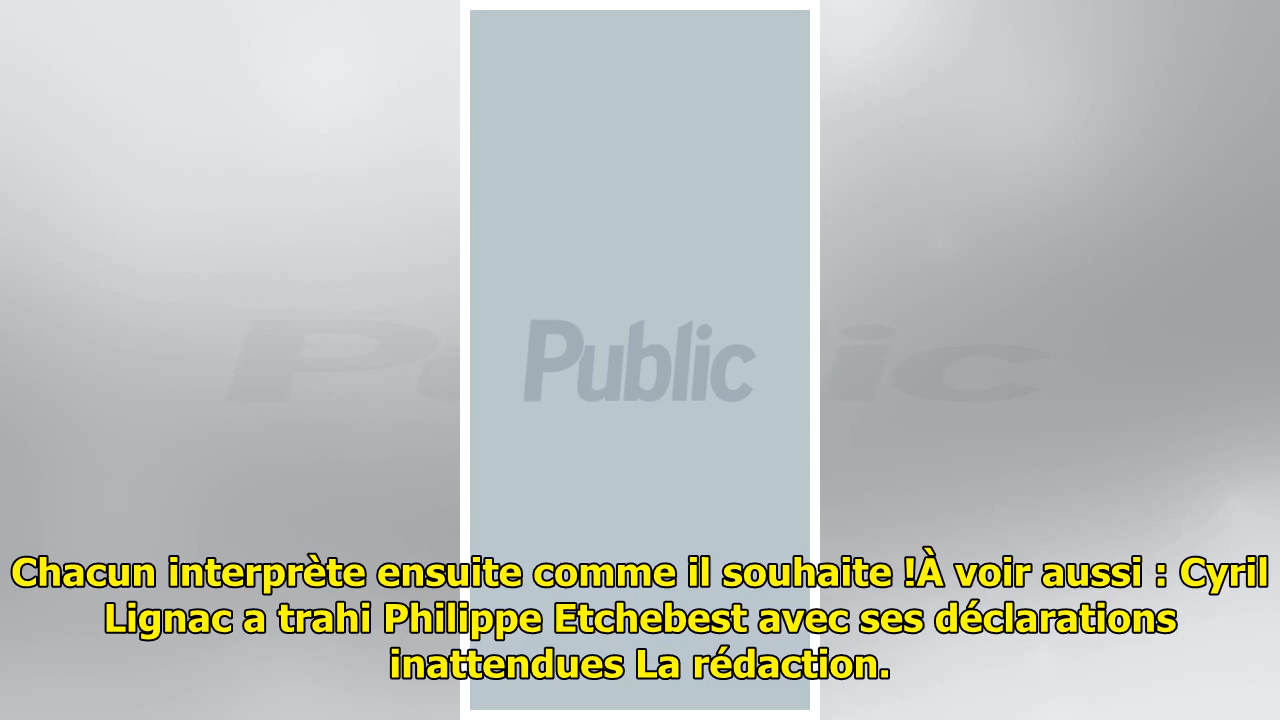 Public
Chacun interprète ensuite comme il souhaite !À voir aussi : Cyril
Lignac a trahi Philippe Etchebest avec ses déclarations
inattendues La rédaction.